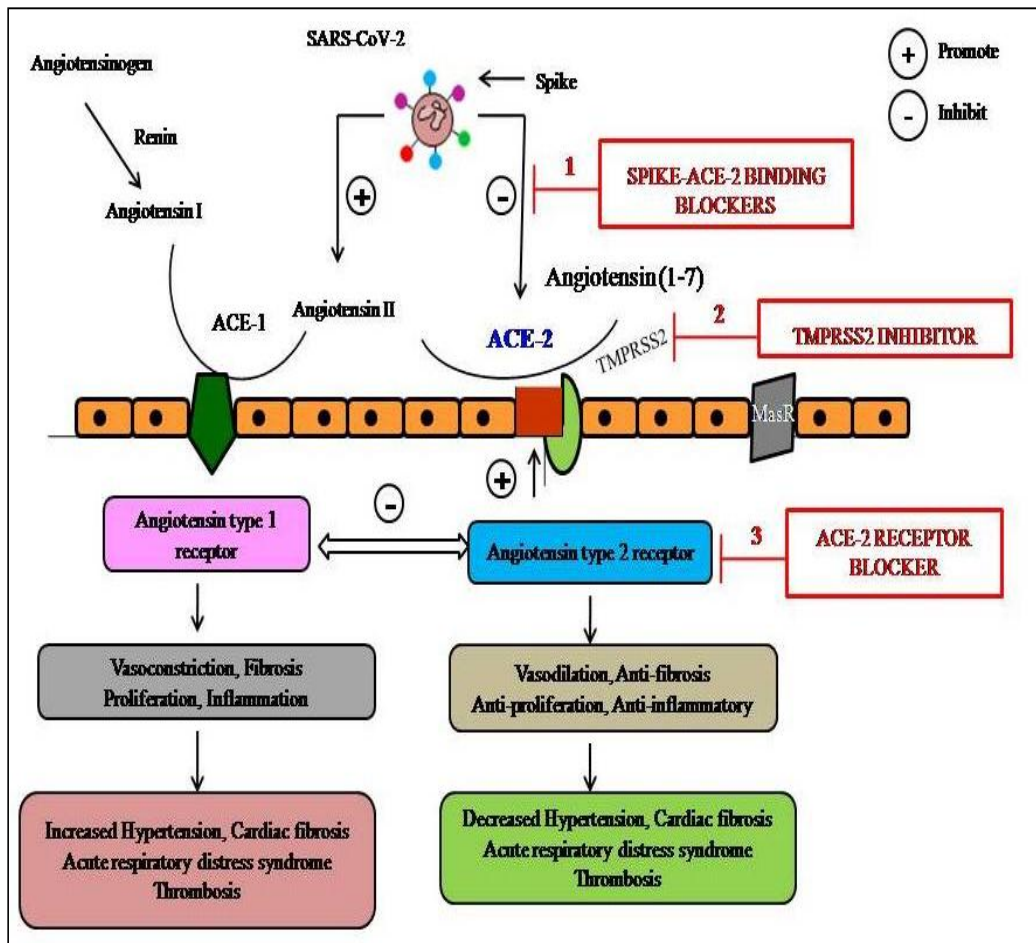 SARS-CoV-2
Angiotensinogen
Spike
+ Promote
- Inhibit
Renin
Angiotensin I
+
-
1
SPIKE-ACE-2 BINDING
BLOCKERS
Angiotensin (1-7)
ACE-1
Angiotensin II
ACE-2
TMPRSS2
2
TMPRSS2 INHIBITOR
MasR
Angiotensin type 1
receptor
-
+
Angiotensin type 2 receptor
3
ACE-2 RECEPTOR
BLOCKER
Vasoconstriction, Fibrosis
Proliferation, Inflammation
Vasodilation, Anti-fibrosis
Anti-proliferation, Anti-inflammatory
Increased Hypertension, Cardiac fibrosis
Acute respiratory distress syndrome
Thrombosis
Decreased Hypertension, Cardiac fibrosis
Acute respiratory distress syndrome
Thrombosis